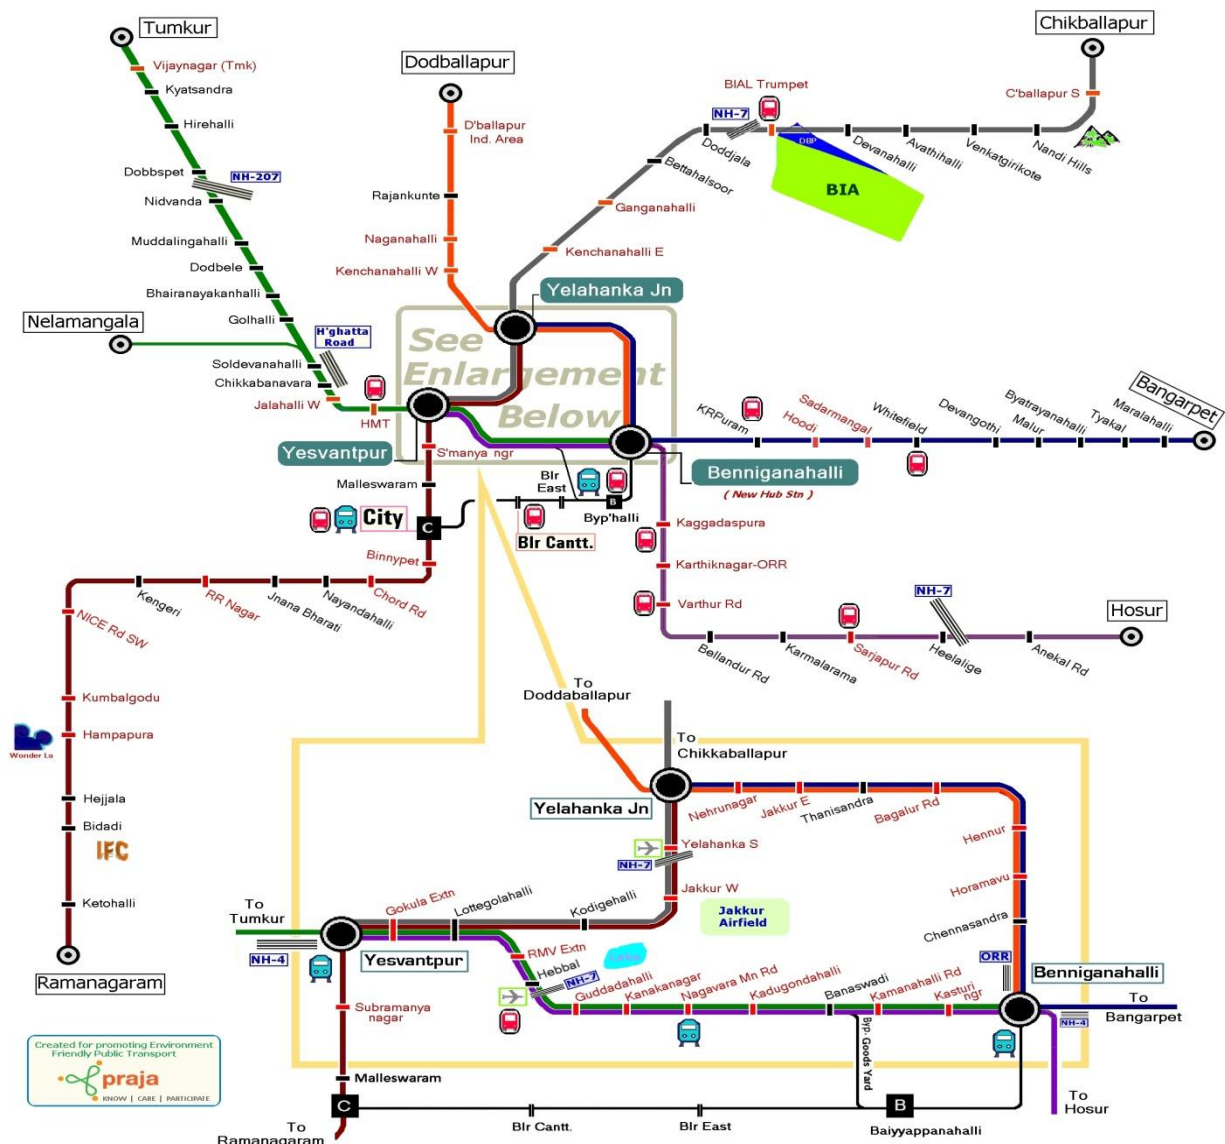 Tumkur
Vijaynagar (Tmk)
Kyatsandra
Hirehalli
Dobbspet
NH-207
Nidvanda
Muddalingahalli
Dodbele
Bhairanayakanhalli
Golhalli
Nelamangala
H'ghatta
Road
Soldevanahalli
Chikkabanavara
Jalahalli W
HMT
Dodballapur
D'ballapur
Ind. Area
Rajankunte
Naganahalli
Kenchanahalli W
Chikballapur
C'ballapur S
BIAL Trumpet
NH-7
Doddjala
DBP
Devanahalli
Avathihalli
Venkatgirikote
Nandi Hills
BIA
Bettahalsoor
Ganganahalli
Kenchanahalli E
Yelahanka Jn
See
Enlargement
Below
Yesvantpur
Benniganahalli
( New Hub Stn )
KRPuram
Hoodi
Sadarmangal
Whitefield
Devangothi
Malur
Byatrayanahalli
Tyakal
Maralahalli
Bangarpet
S'manya ngr
Malleswaram
City
C
Blr
East
Blr Cantt.
B
Byp'halli
Binnypet
Kaggadaspura
Karthiknagar-ORR
Varthur Rd
Bellandur Rd
Karmalarama
Sarjapur Rd
NH-7
Heelalige
Anekal Rd
Hosur
Kengeri
RR Nagar
Jnana Bharati
Nayandahalli
Chord Rd
NICE Rd SW
Kumbalgodu
Hampapura
Wonder La
Hejjala
Bidadi
IFC
Ketohalli
Ramanagaram
To
Doddaballapur
To
Chikkaballapur
Yelahanka Jn
Nehrunagar
Jakkur E
Thanisandra
Bagalur Rd
Hennur
Horamavu
Chennasandra
Yelahanka S
NH-7
Jakkur W
Jakkur
Airfield
To
Tumkur
NH-4
Gokula Extn
Lottegolahalli
Kodigehalli
Yesvantpur
RMV Extn
Hebbal
NH-7
Guddadahalli
Kanakanagar
Nagavara Mn Rd
Kadugondahalli
Banaswadi
Kamanahalli Rd
Kasturi
ngr
ORR
Benniganahalli
To
Bangarpet
NH-4
To
Hosur
Subramanya
nagar
Malleswaram
C
To
Ramanagaram
Blr Cantt.
Blr East
Byp. Goods Yard
B
Baiyyappanahalli
Created for promoting Environment
Friendly Public Transport
praja
KNOW | CARE | PARTICIPATE